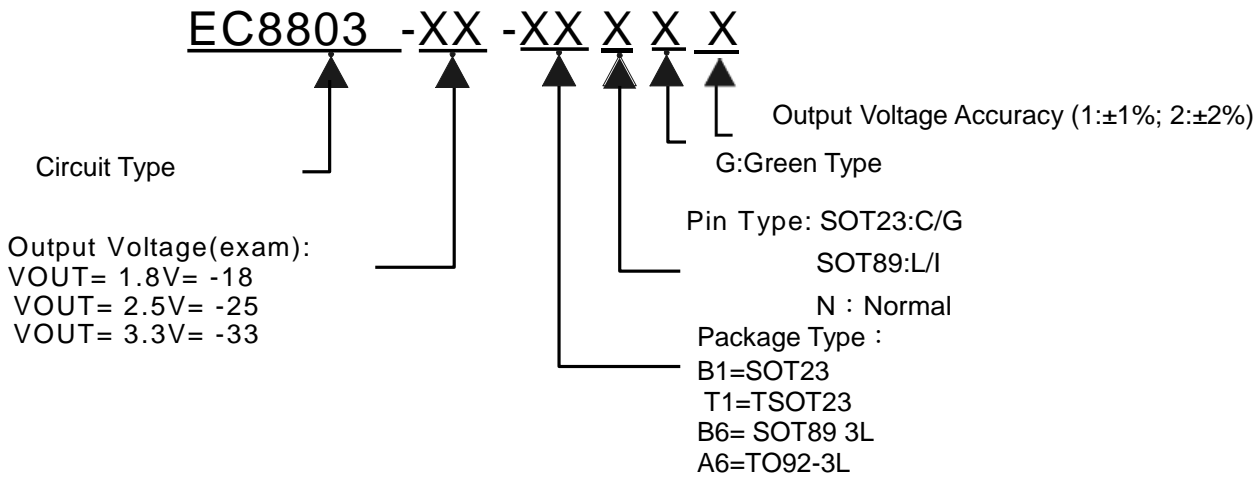 EC8803 -XX -XX X X X
Output Voltage Accuracy (1:±1%; 2:±2%)
G:Green Type
Circuit Type
Pin Type: SOT23:C/G
SOT89:L/I
N：Normal
Output Voltage(exam):
VOUT= 1.8V= -18
VOUT= 2.5V= -25
VOUT= 3.3V= -33
Package Type：
B1=SOT23
T1=TSOT23
B6= SOT89 3L
A6=TO92-3L